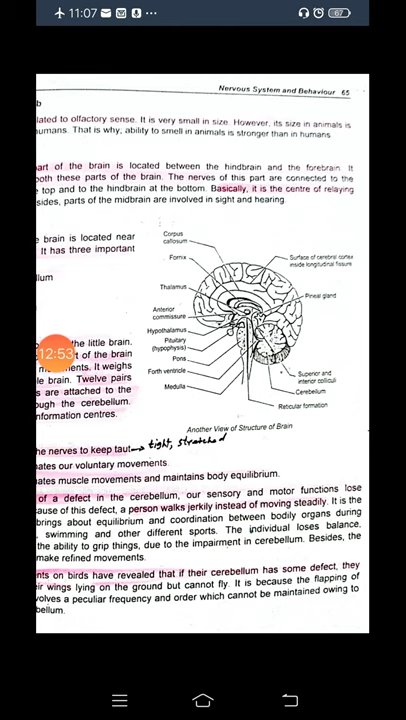 11:07
67
Nervous System and Behaviour 65
b
lated to olfactory sense. It is very small in size. However, its size in animals is
umans. That is why, ability to smell in animals is stronger than in humans
art of the brain is located between the hindbrain and the forebrain. It
both these parts of the brain. The nerves of this part are connected to the
top and to the hindbrain at the bottom. Basically, it is the centre of relaying
sides, parts of the midbrain are involved in sight and hearing.
e brain is located near
It has three important
llum
the little brain.
t of the brain
ments. It weighs
le brain. Twelve pairs
s are attached to the
ough the cerebellum.
nformation centres.
12:53
Corpus callosum
Fornix
Thalamus
Anterior commissure
Hypothalamus
Pituitary (hypophysis)
Pons
Forth ventricle
Medulla
Surface of cerebral cortex inside longitudinal fissure
Pineal gland
Superior and interior colliculi
Cerebellum
Reticular formation
Another View of Structure of Brain
he nerves to keep taut → tight, stretched
nates our voluntary movements.
nates muscle movements and maintains body equilibrium.
of a defect in the cerebellum, our sensory and motor functions lose
ause of this defect, a person walks jerkily instead of moving steadily. It is the
brings about equilibrium and coordination between bodily organs during
, swimming and other different sports. The individual loses balance,
the ability to grip things, due to the impairment in cerebellum. Besides, the
make refined movements.
nts on birds have revealed that if their cerebellum has some defect, they
ir wings lying on the ground but cannot fly. It is because the flapping of
volves a peculiar frequency and order which cannot be maintained owing to
bellum.